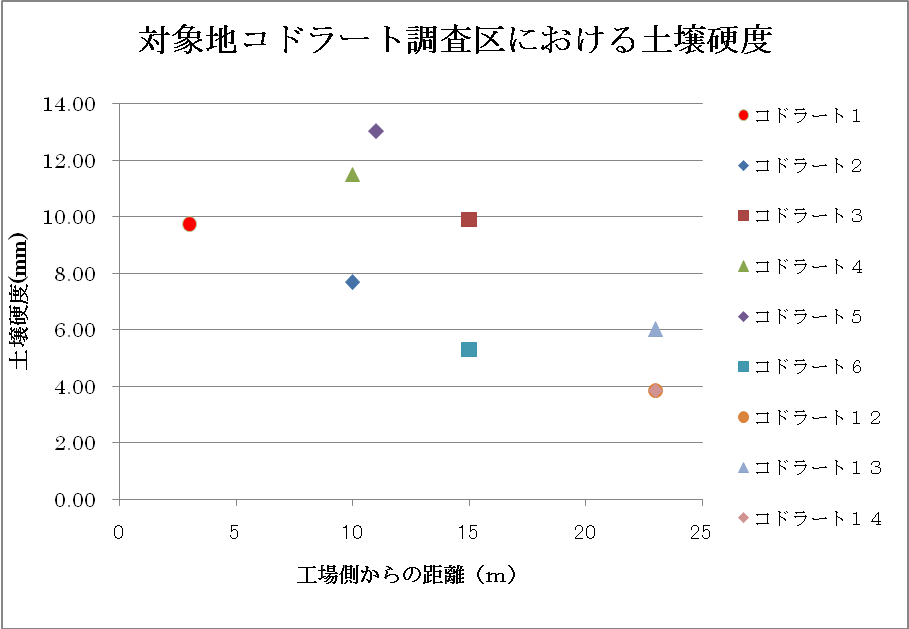 対象地コドラート調査区における土壌硬度
土壌硬度(mm)
14.00
12.00
10.00
8.00
6.00
4.00
2.00
0.00
0 5 10 15 20 25
工場側からの距離（m）
コドラート１
コドラート２
コドラート３
コドラート４
コドラート５
コドラート６
コドラート１２
コドラート１３
コドラート１４